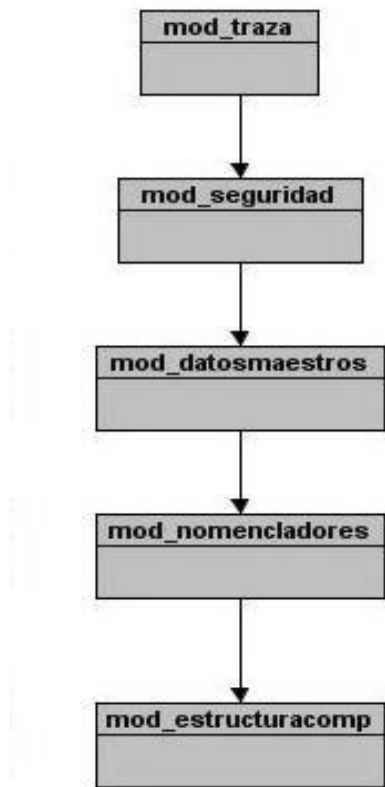 mod_traza
mod_seguridad
mod_datosmaestros
mod_nomencladores
mod_estructuracomp